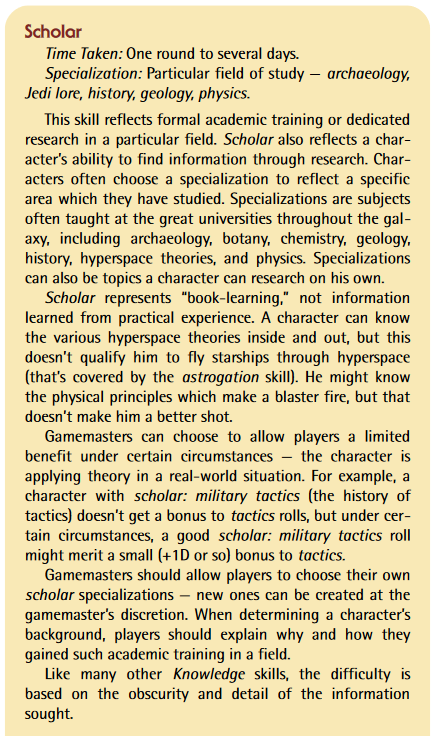 Scholar
Time Taken: One round to several days.
Specialization: Particular field of study — archaeology,
Jedi lore, history, geology, physics.
This skill reflects formal academic training or dedicated
research in a particular field. Scholar also reflects a char-
acter's ability to find information through research. Char-
acters often choose a specialization to reflect a specific
area which they have studied. Specializations are subjects
often taught at the great universities throughout the gal-
axy, including archaeology, botany, chemistry, geology,
history, hyperspace theories, and physics. Specializations
can also be topics a character can research on his own.
Scholar represents “book-learning,” not information
learned from practical experience. A character can know
the various hyperspace theories inside and out, but this
doesn't qualify him to fly starships through hyperspace
(that's covered by the astrogation skill). He might know
the physical principles which make a blaster fire, but that
doesn't make him a better shot.
Gamemasters can choose to allow players a limited
benefit under certain circumstances — the character is
applying theory in a real-world situation. For example, a
character with scholar: military tactics (the history of
tactics) doesn't get a bonus to tactics rolls, but under cer-
tain circumstances, a good scholar: military tactics roll
might merit a small (+1D or so) bonus to tactics.
Gamemasters should allow players to choose their own
scholar specializations — new ones can be created at the
gamemaster's discretion. When determining a character's
background, players should explain why and how they
gained such academic training in a field.
Like many other Knowledge skills, the difficulty is
based on the obscurity and detail of the information
sought.